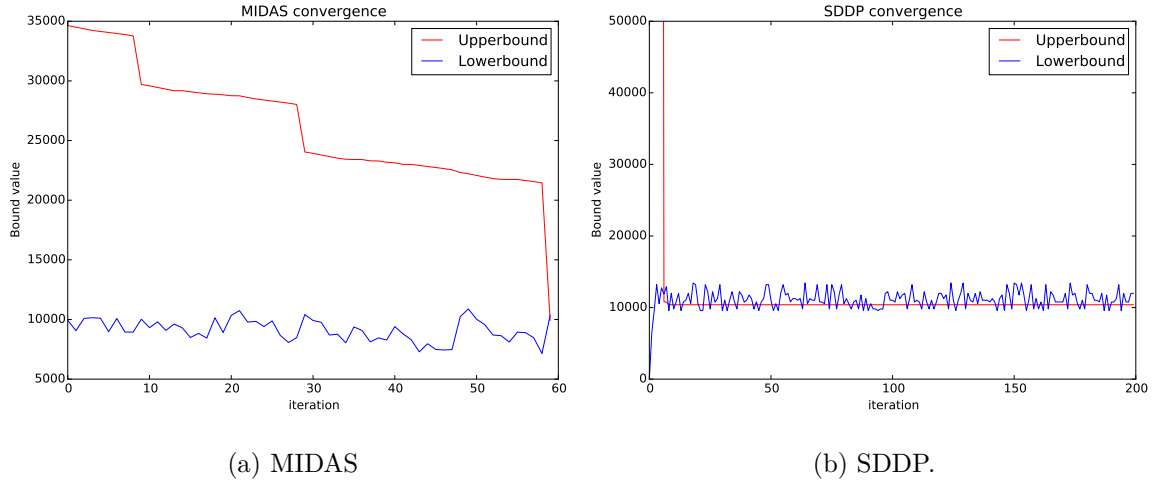 MIDAS convergence
35000
30000
25000
20000
15000
10000
5000
Bound value
0 10 20 30 40 50 60
iteration
Upperbound
Lowerbound
(a) MIDAS
SDDP convergence
50000
40000
30000
20000
10000
0
Bound value
0 50 100 150 200
iteration
Upperbound
Lowerbound
(b) SDDP.